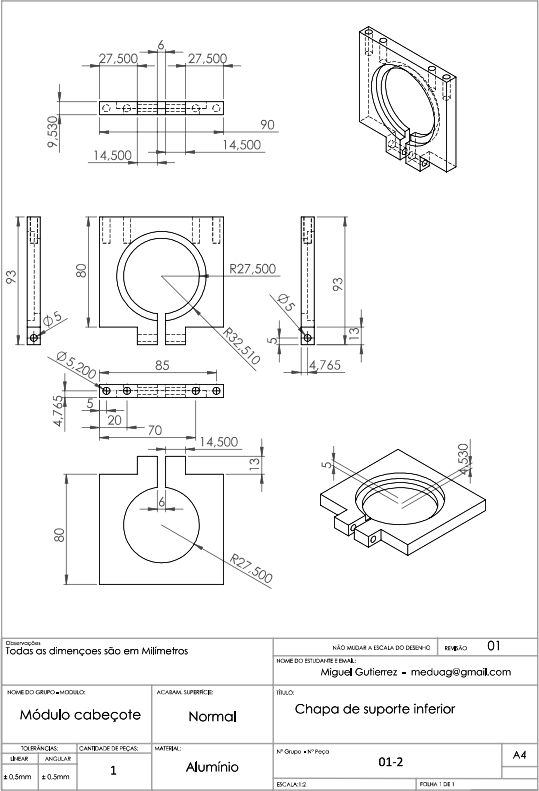 6
27,500
27,500
9,530
90
14,500
14,500
93
80
R27,500
R32,510
Ø5
Ø5
93
13
5
4,765
Ø5,200
85
4,765
5
20
70
14,500
13
6
80
R27,500
5
4,530
Observações
Todas as dimençoes são em Milímetros
NÃO MUDAR A ESCALA DO DESENHO
REVISÃO
01
NOME DO ESTUDANTE E EMAIL:
Miguel Gutierrez - meduag@gmail.com
NOME DO GRUPO - MODULO:
Módulo cabeçote
ACABAM. SUPERFÍCIE:
Normal
TÍTULO:
Chapa de suporte inferior
TOLERÂNCIAS:
LINEAR
ANGULAR
± 0.5mm
± 0.5mm
CANTIDADE DE PEÇAS:
1
MATERIAL:
Alumínio
Nº Grupo - Nº Peça
01-2
A4
ESCALA:1:2
FOLHA 1 DE 1